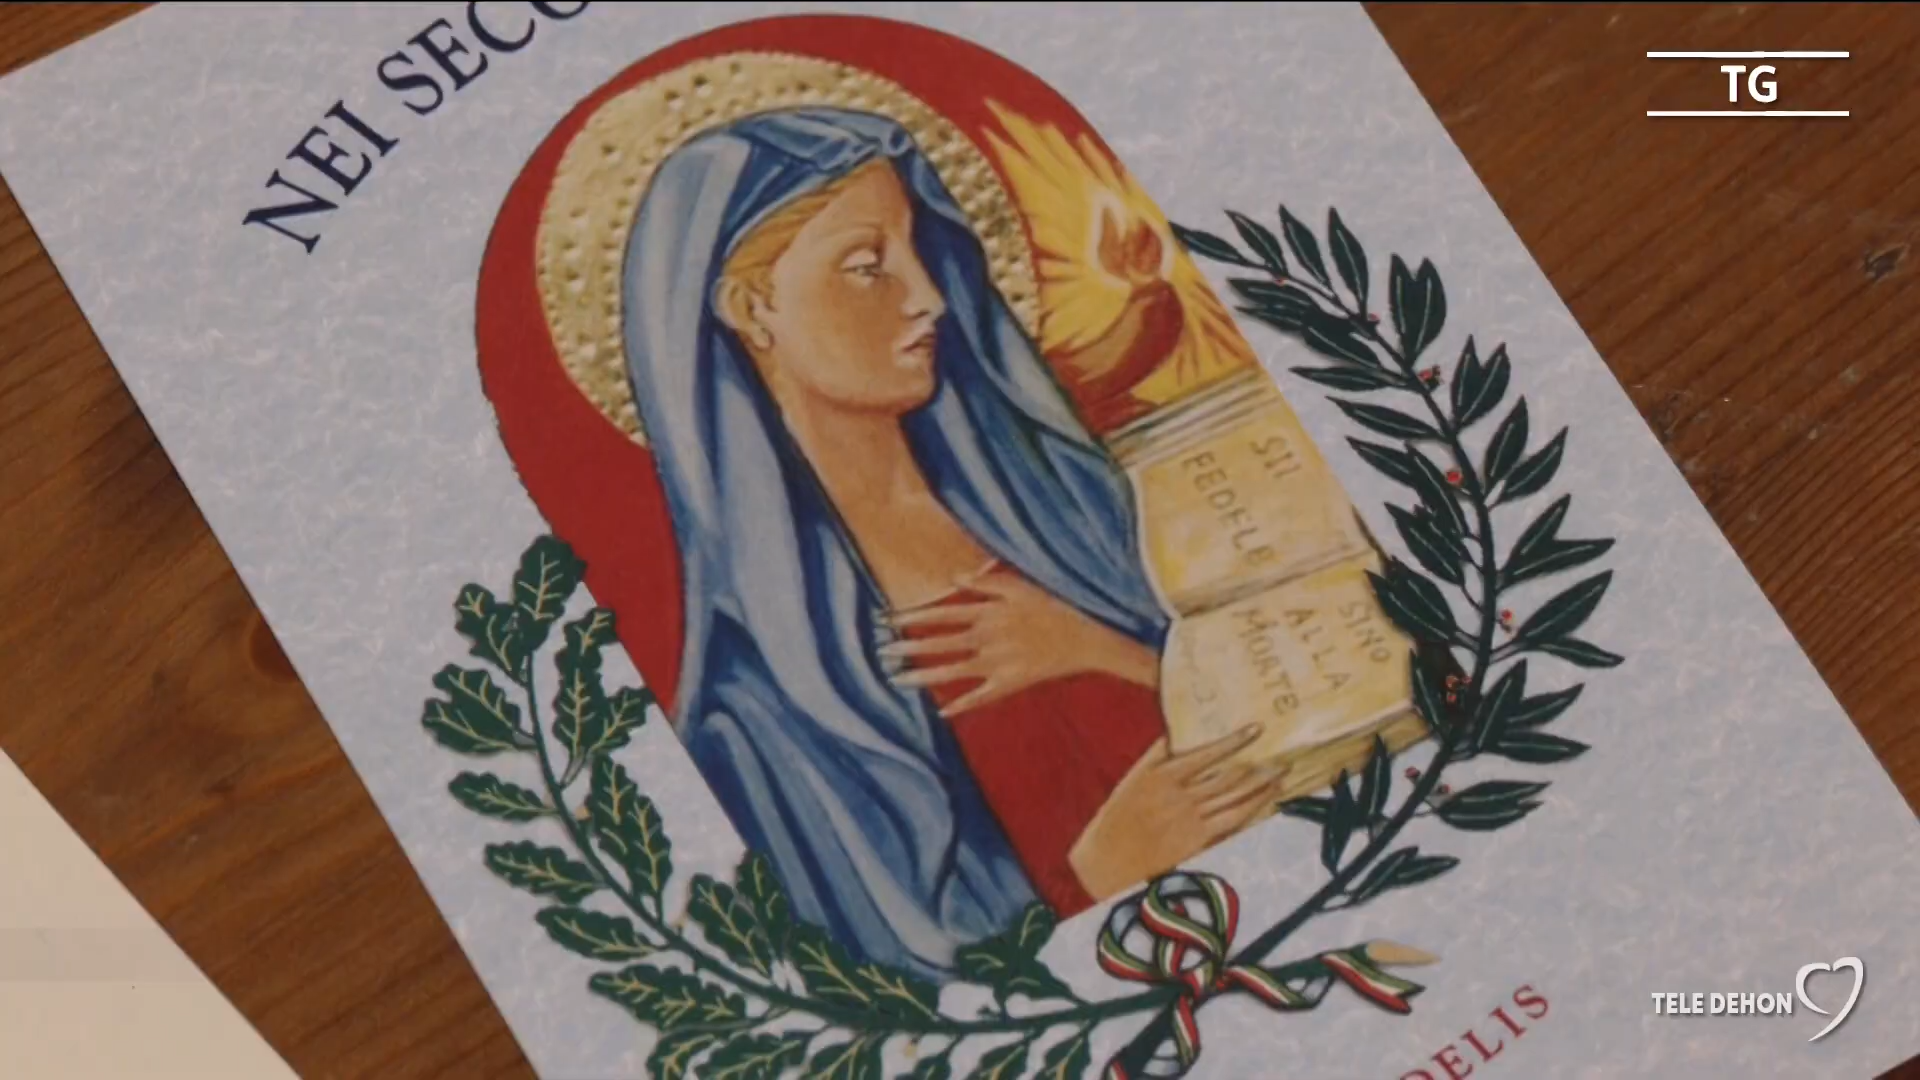 NEI SECO
TG
SII
FEDELE
SINO
ALLA
MORTE
DELIS
TELE DEHON